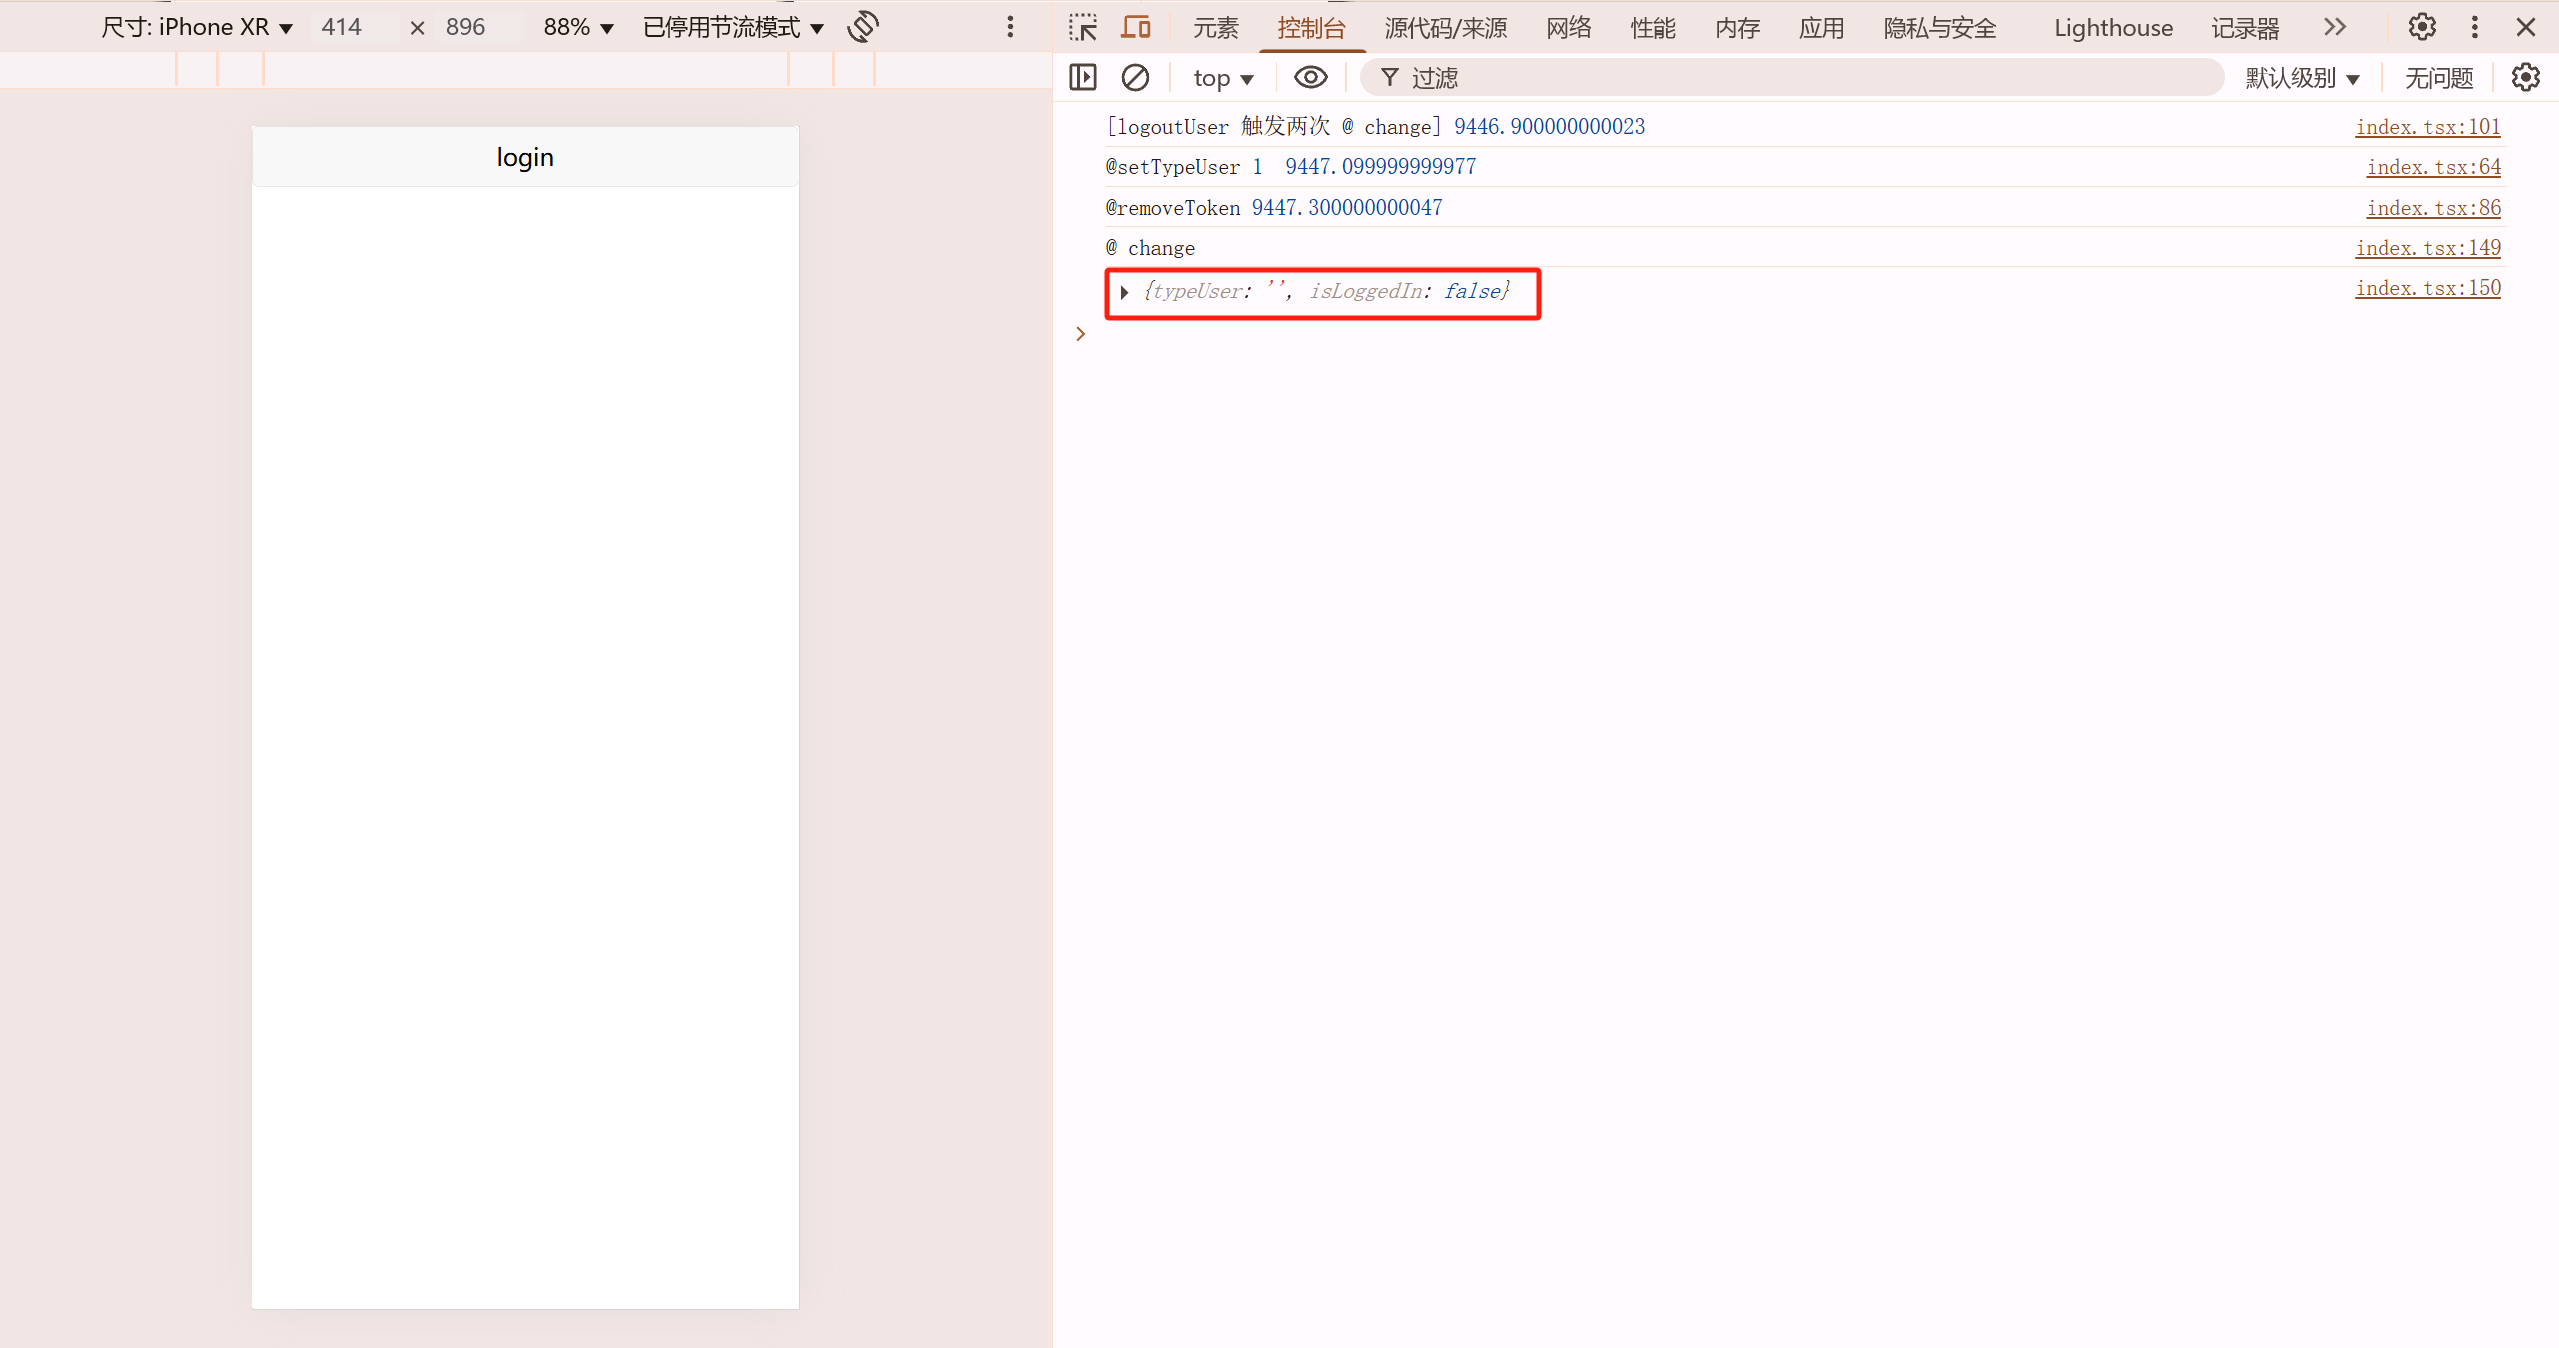 尺寸: iPhone XR 414 × 896 88% 已停用节流模式
元素 控制台 源代码/来源 网络 性能 内存 应用 隐私与安全 Lighthouse 记录器
top 过滤 默认级别 无问题
login
[logoutUser 触发两次 @ change] 9446.900000000023 index.tsx:101
@setTypeUser 1 9447.099999999977 index.tsx:64
@removeToken 9447.300000000047 index.tsx:86
@ change index.tsx:149
{typeUser: '', isLoggedIn: false} index.tsx:150